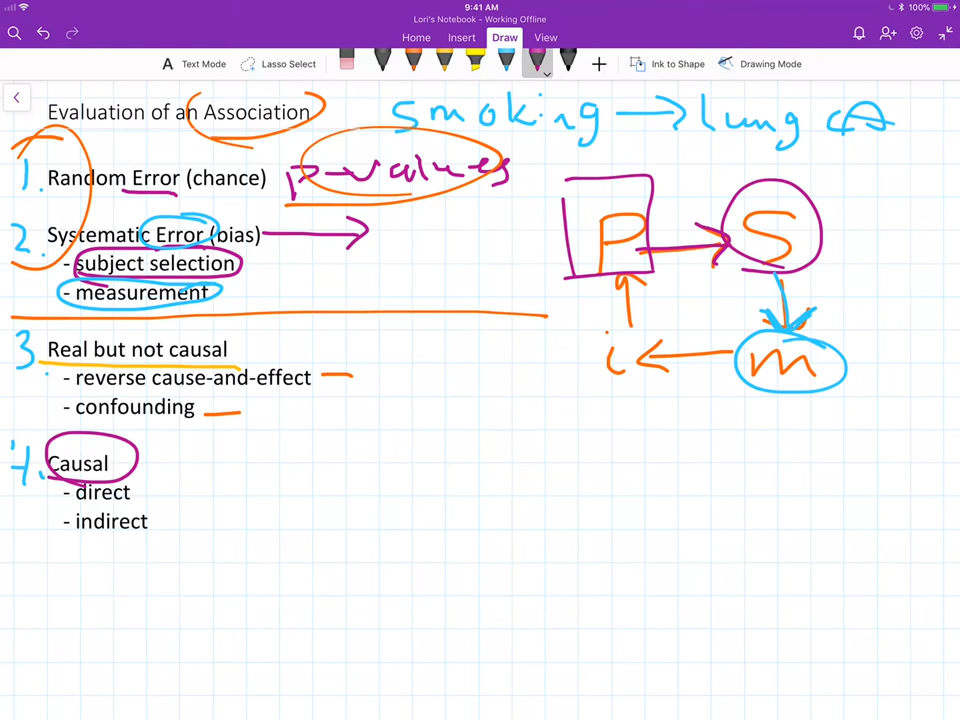 9:41 AM
100%
Lori's Notebook - Working Offline
Home Insert Draw View
Text Mode Lasso Select Ink to Shape Drawing Mode
Evaluation of an Association
smoking → lung CA
1. Random Error (chance) p-values
2. Systematic Error (bias)
- subject selection
- measurement
P S
i m
3. Real but not causal
- reverse cause-and-effect
- confounding
4. Causal
- direct
- indirect